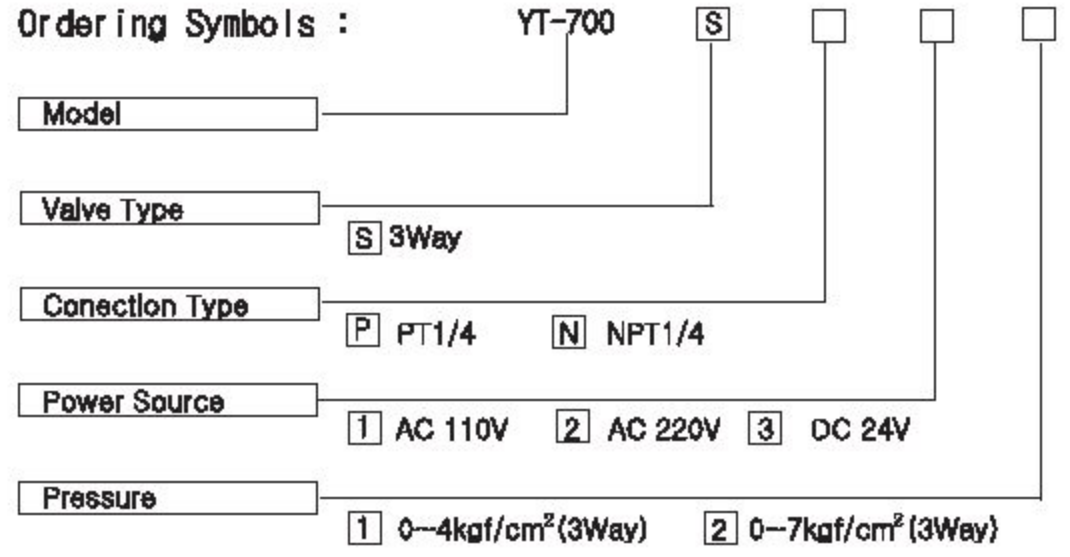 Ordering Symbols : YT-700 S
Model
Valve Type
S 3Way
Conection Type
P PT1/4 N NPT1/4
Power Source
1 AC 110V 2 AC 220V 3 DC 24V
Pressure
1 0~4kgf/cm²(3Way) 2 0~7kgf/cm²(3Way)